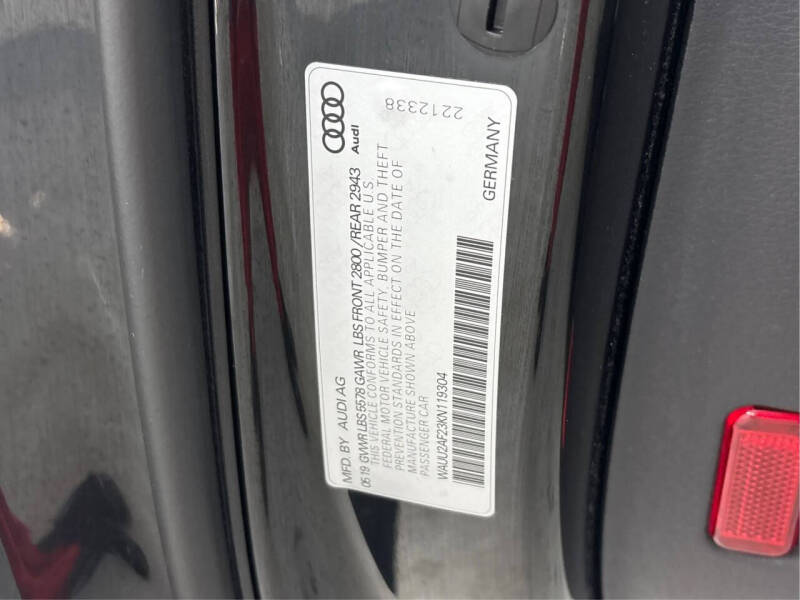 MFD. BY AUDI AG
05 19 GVWR LBS 5578 GAWR LBS FRONT 2800 / REAR 2943
THIS VEHICLE CONFORMS TO ALL APPLICABLE U.S.
FEDERAL MOTOR VEHICLE SAFETY, BUMPER AND THEFT
PREVENTION STANDARDS IN EFFECT ON THE DATE OF
MANUFACTURE SHOWN ABOVE
PASSENGER CAR
WAUU2AF23KN119304
Audi
2212338
GERMANY